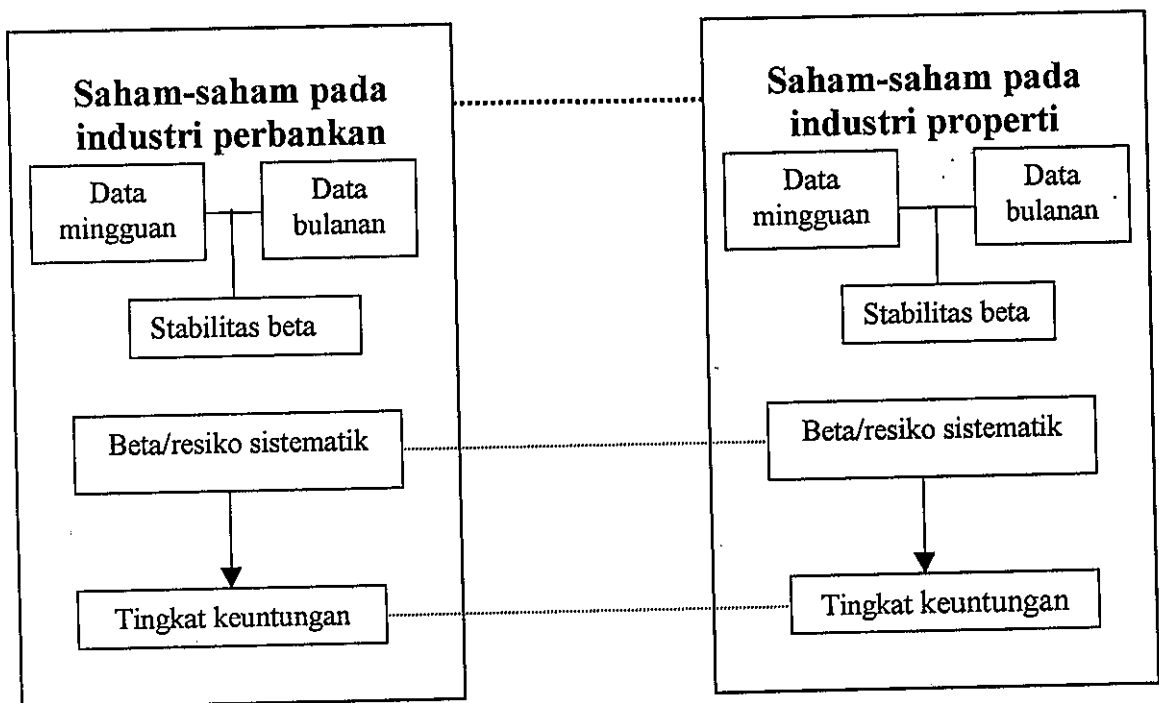 Saham-saham pada
industri perbankan
Data
mingguan
Data
bulanan
Stabilitas beta
Beta/resiko sistematik
Tingkat keuntungan
Saham-saham pada
industri properti
Data
mingguan
Data
bulanan
Stabilitas beta
Beta/resiko sistematik
Tingkat keuntungan